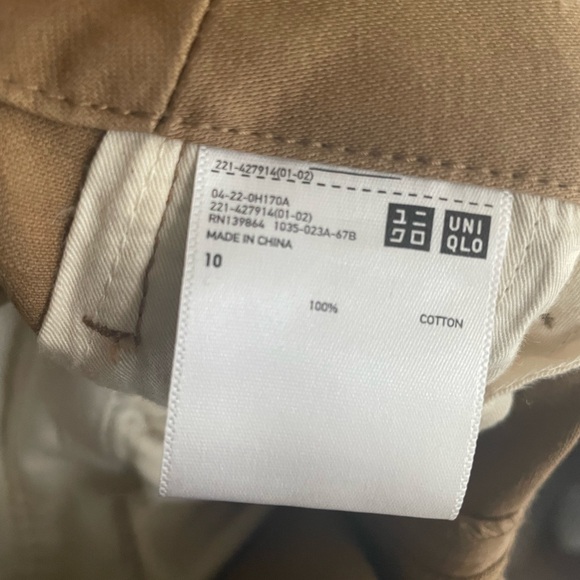 221-427914(01-02)
04-22-0H170A
221-427914(01-02)
RN139864 1035-023A-67B
MADE IN CHINA
ユニ
クロ
UNI
QLO
10
100% COTTON